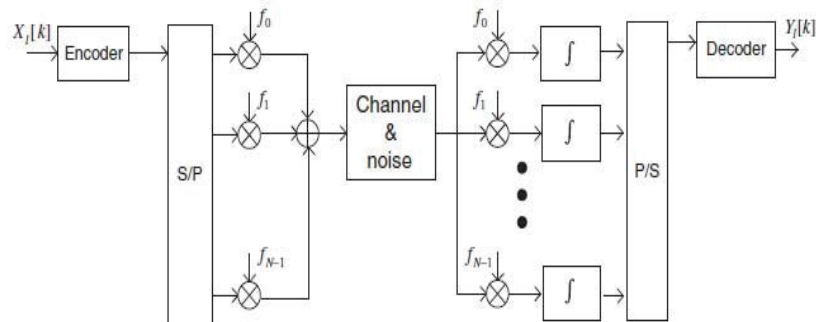 X_l[k]
Encoder
S/P
f_0
f_1
f_{N-1}
Channel
&
noise
f_0
f_1
f_{N-1}
∫
∫
∫
P/S
Decoder
Y_l[k]